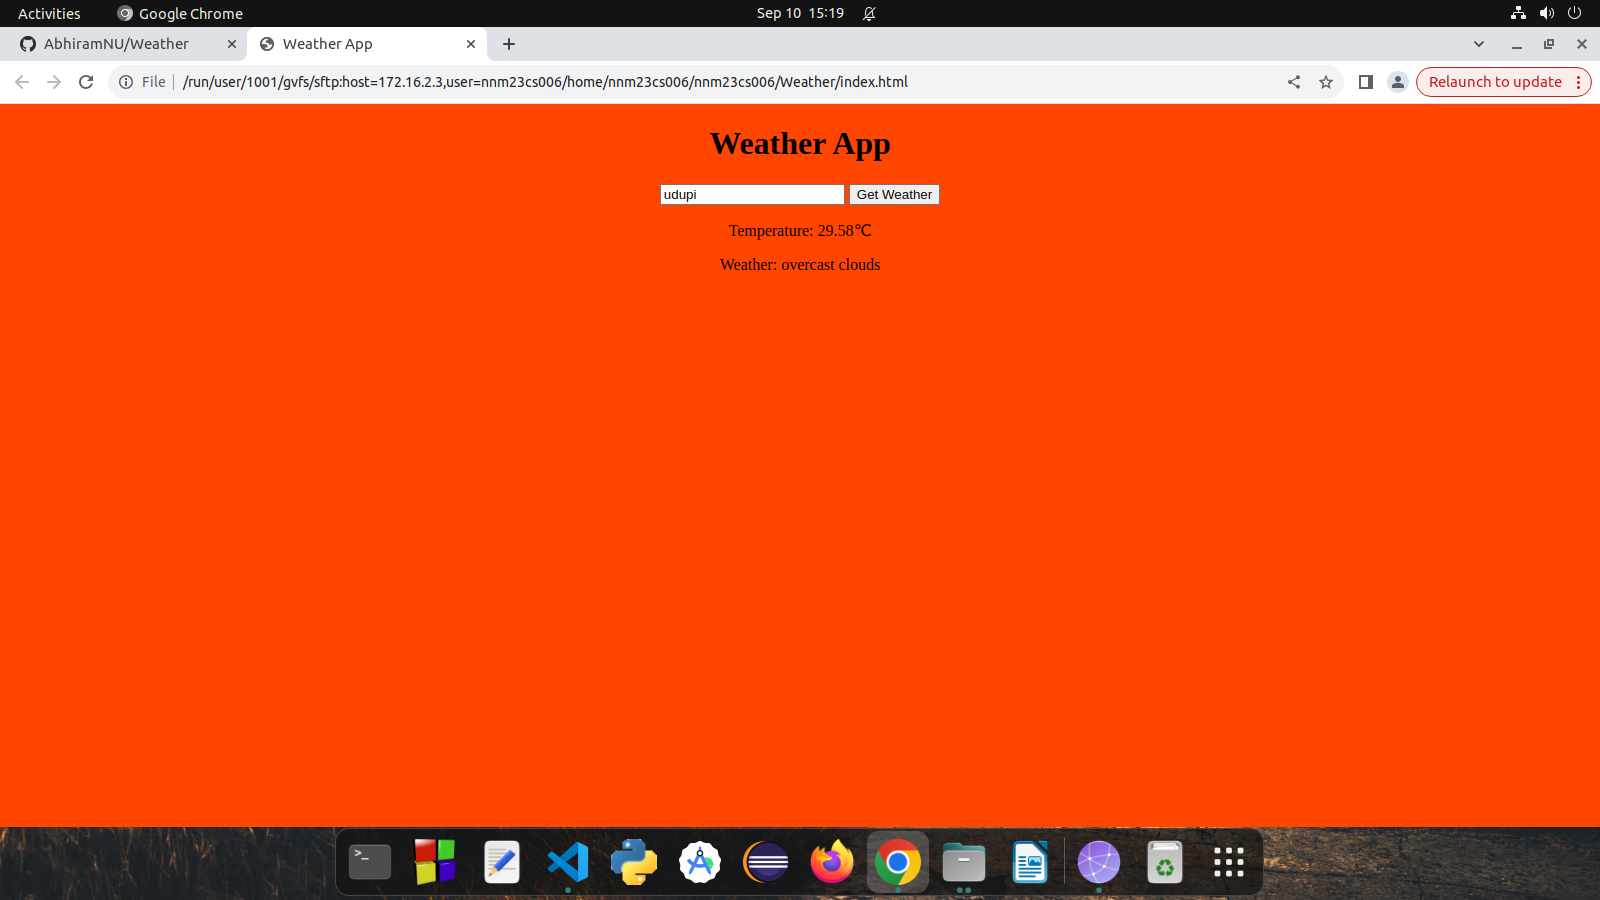 Activities
Google Chrome
Sep 10 15:19
AbhiramNU/Weather
Weather App
File
/run/user/1001/gvfs/sftp:host=172.16.2.3,user=nnm23cs006/home/nnm23cs006/nnm23cs006/Weather/index.html
Relaunch to update
Weather App
udupi
Get Weather
Temperature: 29.58℃
Weather: overcast clouds